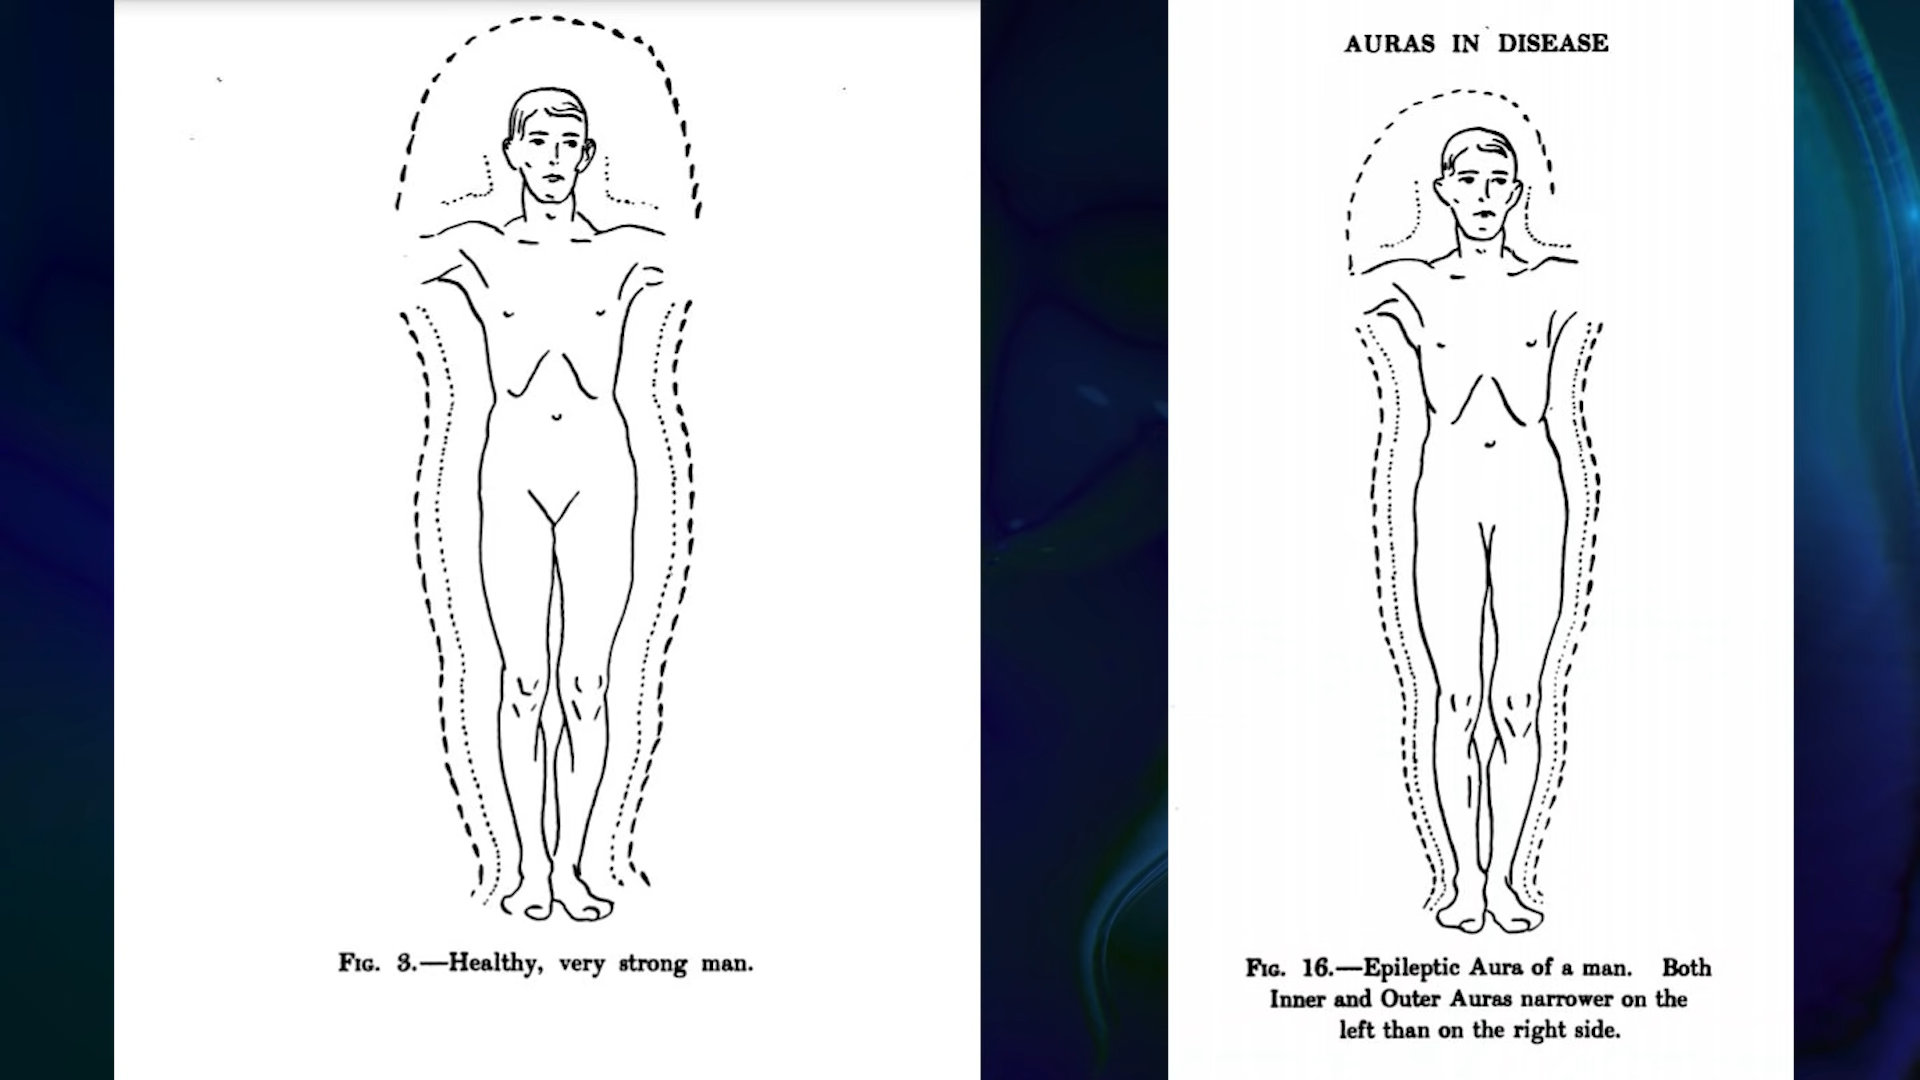 FIG. 3.—Healthy, very strong man.
AURAS IN DISEASE
FIG. 16.—Epileptic Aura of a man. Both
Inner and Outer Auras narrower on the
left than on the right side.